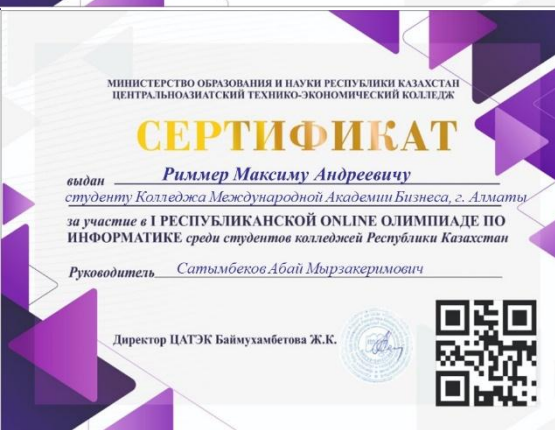 МИНИСТЕРСТВО ОБРАЗОВАНИЯ И НАУКИ РЕСПУБЛИКИ КАЗАХСТАН
ЦЕНТРАЛЬНОАЗИАТСКИЙ ТЕХНИКО-ЭКОНОМИЧЕСКИЙ КОЛЛЕДЖ
СЕРТИФИКАТ
выдан Риммер Максиму Андреевичу
студенту Колледжа Международной Академии Бизнеса, г. Алматы
за участие в I РЕСПУБЛИКАНСКОЙ ONLINE ОЛИМПИАДЕ ПО
ИНФОРМАТИКЕ среди студентов колледжей Республики Казахстан
Руководитель Сатымбеков Абай Мырзакеримович
Директор ЦАТЭК Баймухамбетова Ж.К.